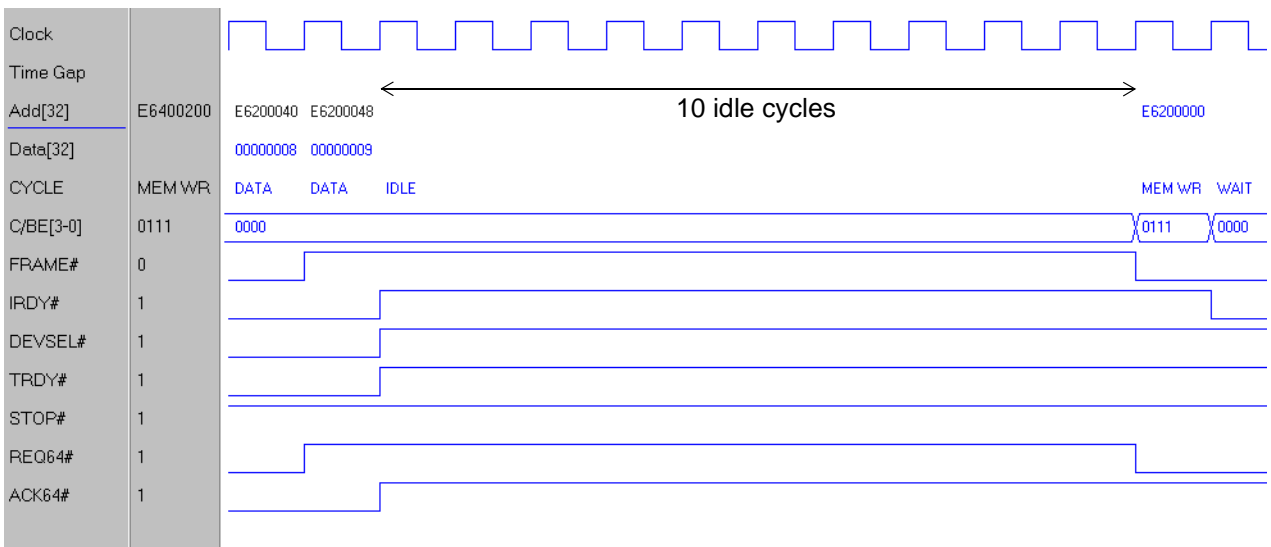 Clock
Time Gap
Add[32] E6400200 E6200040 E6200048 10 idle cycles E6200000
Data[32] 00000008 00000009
CYCLE MEM WR DATA DATA IDLE MEM WR WAIT
C/BE[3-0] 0111 0000 0111 0000
FRAME# 0
IRDY# 1
DEVSEL# 1
TRDY# 1
STOP# 1
REQ64# 1
ACK64# 1